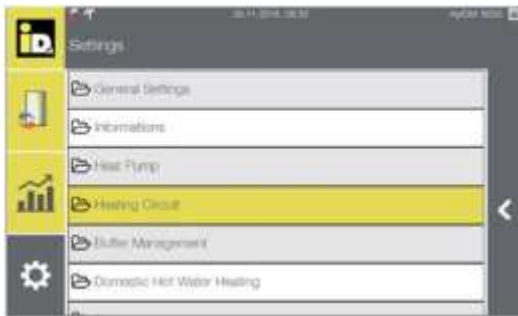 iD.
Settings
General Settings
Informations
Heat Pump
Heating Circuit
Buffer Management
Domestic Hot Water Heating